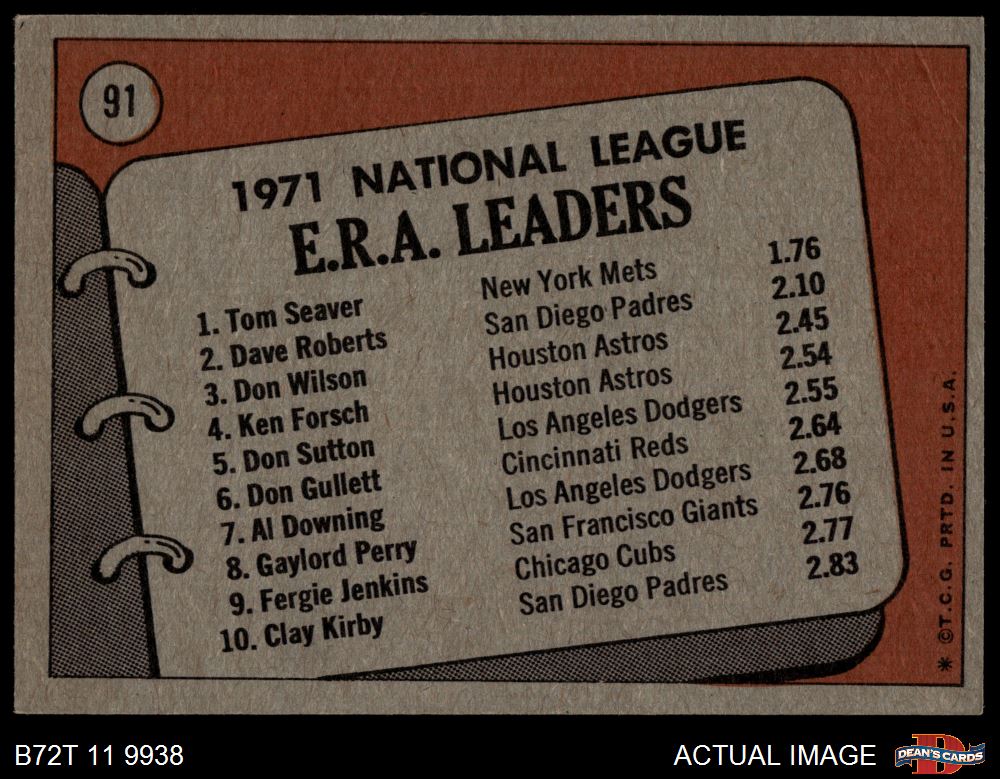 91
1971 NATIONAL LEAGUE
E.R.A. LEADERS
1. Tom Seaver New York Mets 1.76
2. Dave Roberts San Diego Padres 2.10
3. Don Wilson Houston Astros 2.45
4. Ken Forsch Houston Astros 2.54
5. Don Sutton Los Angeles Dodgers 2.55
6. Don Gullett Cincinnati Reds 2.64
7. Al Downing Los Angeles Dodgers 2.68
8. Gaylord Perry San Francisco Giants 2.76
9. Fergie Jenkins Chicago Cubs 2.77
10. Clay Kirby San Diego Padres 2.83
* ©T.C.G. PRTD. IN U.S.A.
B72T 11 9938
ACTUAL IMAGE
D
DEAN'S CARDS